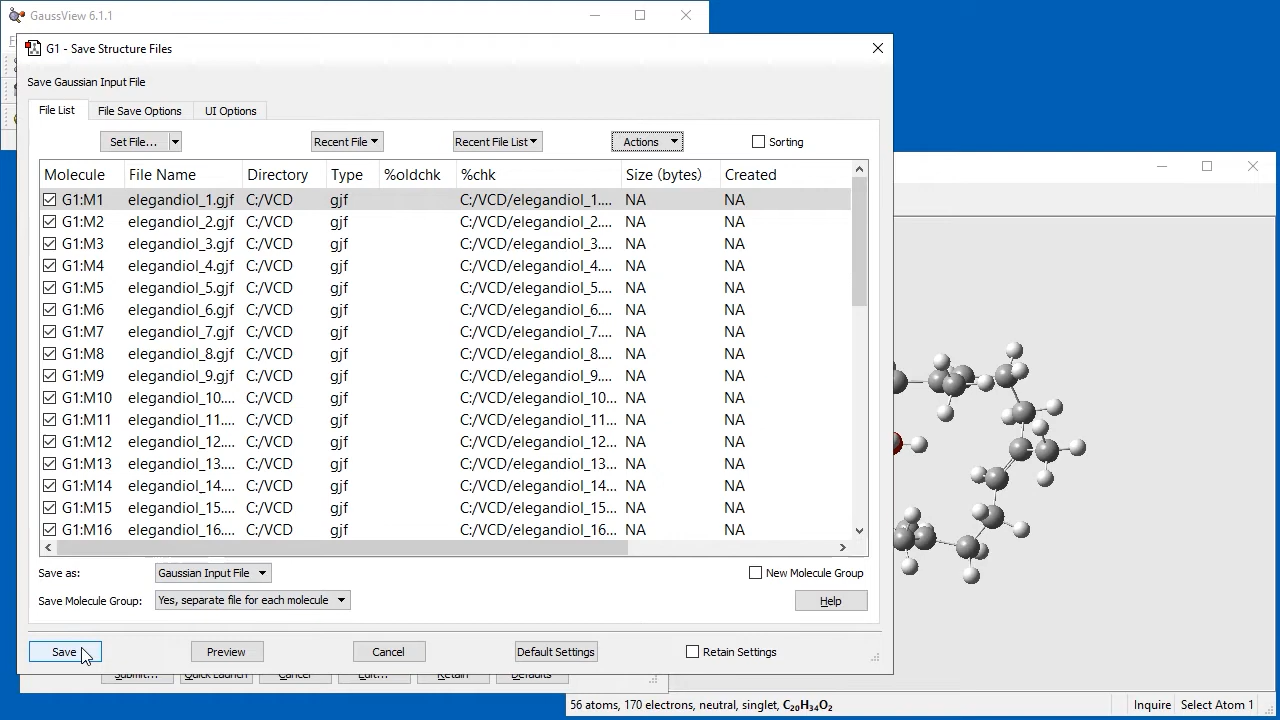 GaussView 6.1.1
G1 - Save Structure Files
Save Gaussian Input File
File List File Save Options UI Options
Set File... Recent File Recent File List Actions Sorting
Molecule File Name Directory Type %oldchk %chk Size (bytes) Created
G1:M1 elegandiol_1.gjf C:/VCD gjf C:/VCD/elegandiol_1.... NA NA
G1:M2 elegandiol_2.gjf C:/VCD gjf C:/VCD/elegandiol_2.... NA NA
G1:M3 elegandiol_3.gjf C:/VCD gjf C:/VCD/elegandiol_3.... NA NA
G1:M4 elegandiol_4.gjf C:/VCD gjf C:/VCD/elegandiol_4.... NA NA
G1:M5 elegandiol_5.gjf C:/VCD gjf C:/VCD/elegandiol_5.... NA NA
G1:M6 elegandiol_6.gjf C:/VCD gjf C:/VCD/elegandiol_6.... NA NA
G1:M7 elegandiol_7.gjf C:/VCD gjf C:/VCD/elegandiol_7.... NA NA
G1:M8 elegandiol_8.gjf C:/VCD gjf C:/VCD/elegandiol_8.... NA NA
G1:M9 elegandiol_9.gjf C:/VCD gjf C:/VCD/elegandiol_9.... NA NA
G1:M10 elegandiol_10.... C:/VCD gjf C:/VCD/elegandiol_10... NA NA
G1:M11 elegandiol_11.... C:/VCD gjf C:/VCD/elegandiol_11... NA NA
G1:M12 elegandiol_12.... C:/VCD gjf C:/VCD/elegandiol_12... NA NA
G1:M13 elegandiol_13.... C:/VCD gjf C:/VCD/elegandiol_13... NA NA
G1:M14 elegandiol_14.... C:/VCD gjf C:/VCD/elegandiol_14... NA NA
G1:M15 elegandiol_15.... C:/VCD gjf C:/VCD/elegandiol_15... NA NA
G1:M16 elegandiol_16.... C:/VCD gjf C:/VCD/elegandiol_16... NA NA
Save as: Gaussian Input File New Molecule Group
Save Molecule Group: Yes, separate file for each molecule Help
Save Preview Cancel Default Settings Retain Settings
Submit... Quick Launch Cancel Edit... Retain Defaults
56 atoms, 170 electrons, neutral, singlet, C₂₀H₃₄O₂ Inquire Select Atom 1